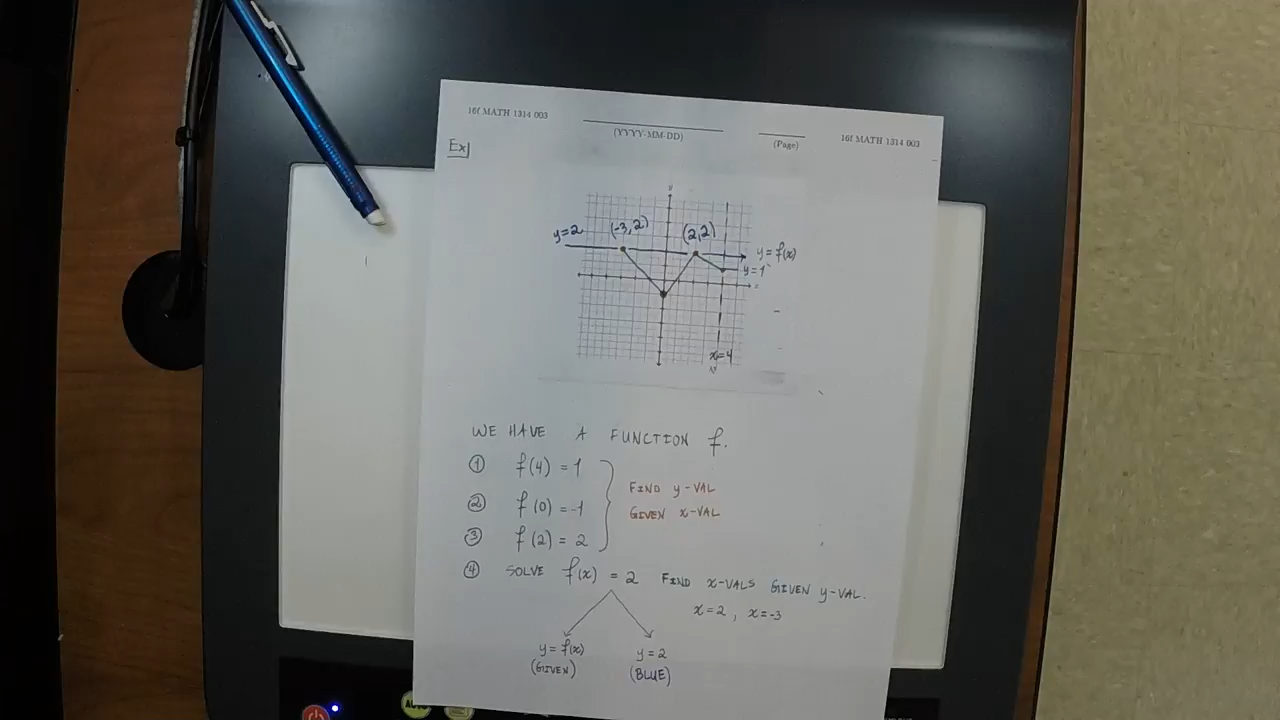 16f MATH 1314 003
(YYYY-MM-DD)
(Page)
16f MATH 1314 003
Ex
y=2
(-3,2)
(2,2)
y=f(x)
y=1
x=4
WE HAVE A FUNCTION f.
① f(4) = 1
② f(0) = -1
③ f(2) = 2
FIND y-VAL
GIVEN x-VAL
④ SOLVE f(x) = 2 FIND x-VALS GIVEN y-VAL.
x=2, x=-3
y=f(x)
(GIVEN)
y=2
(BLUE)